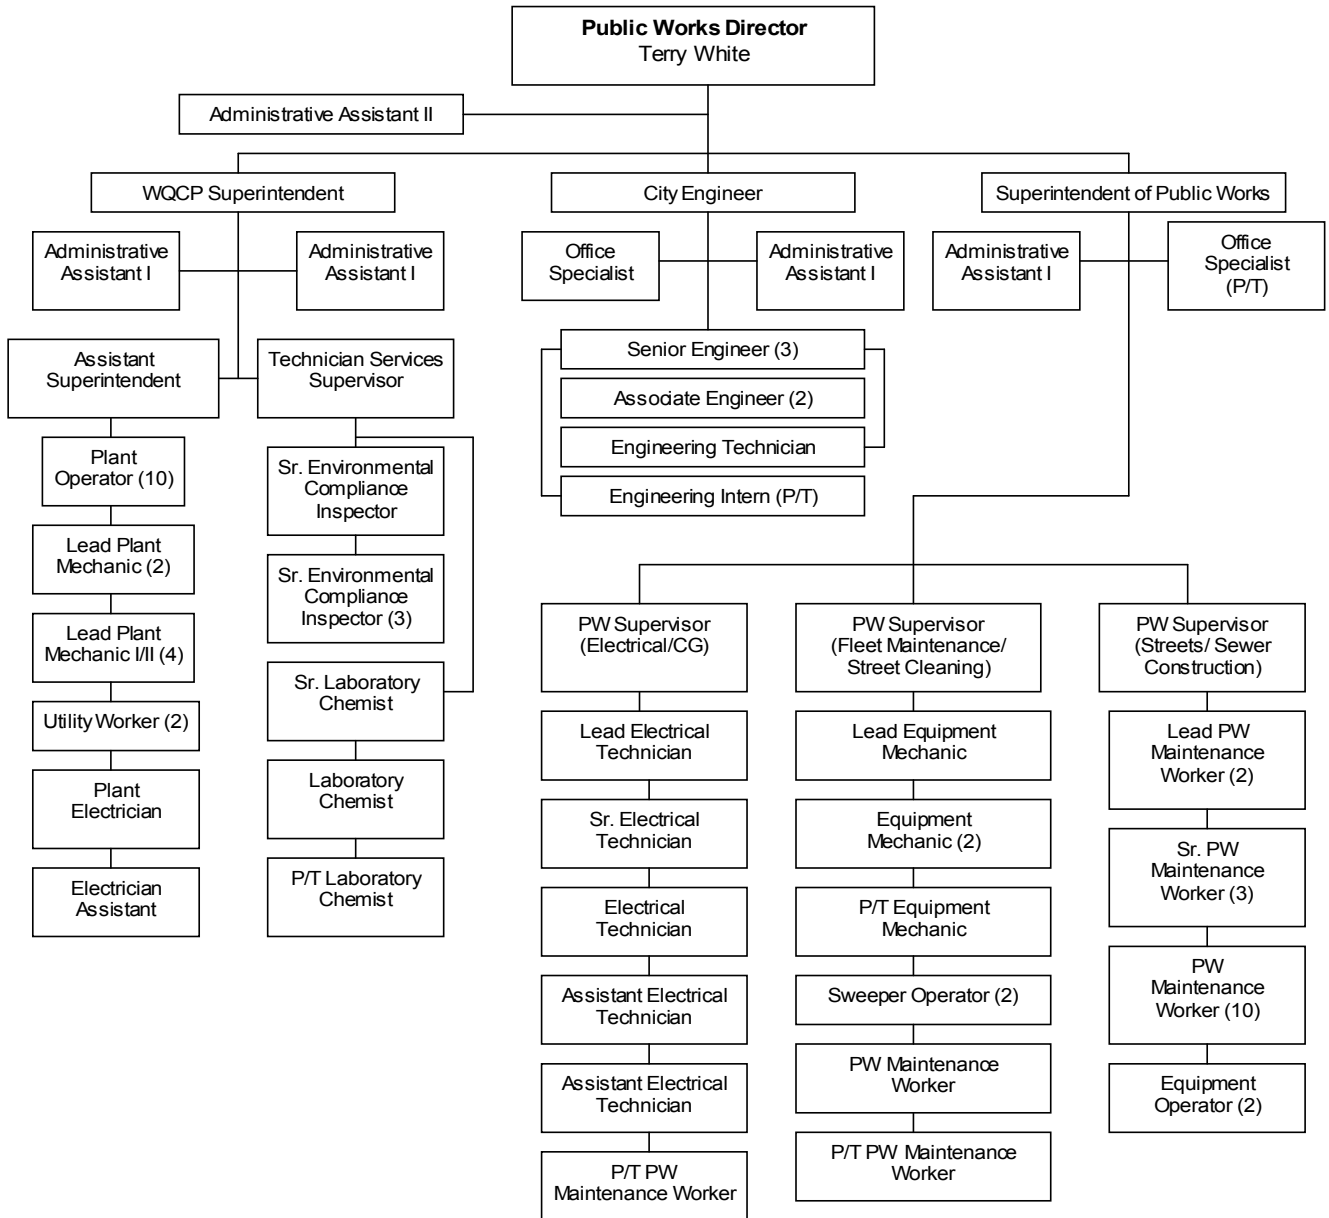 Public Works Director
Terry White
Administrative Assistant II
WQCP Superintendent
City Engineer
Superintendent of Public Works
Administrative
Assistant I
Administrative
Assistant I
Office
Specialist
Administrative
Assistant I
Administrative
Assistant I
Office
Specialist
(P/T)
Assistant
Superintendent
Technician Services
Supervisor
Senior Engineer (3)
Associate Engineer (2)
Engineering Technician
Engineering Intern (P/T)
Plant
Operator (10)
Lead Plant
Mechanic (2)
Lead Plant
Mechanic I/II (4)
Utility Worker (2)
Plant
Electrician
Electrician
Assistant
Sr. Environmental
Compliance
Inspector
Sr. Environmental
Compliance
Inspector (3)
Sr. Laboratory
Chemist
Laboratory
Chemist
P/T Laboratory
Chemist
PW Supervisor
(Electrical/CG)
Lead Electrical
Technician
Sr. Electrical
Technician
Electrical
Technician
Assistant Electrical
Technician
Assistant Electrical
Technician
P/T PW
Maintenance Worker
PW Supervisor
(Fleet Maintenance/
Street Cleaning)
Lead Equipment
Mechanic
Equipment
Mechanic (2)
P/T Equipment
Mechanic
Sweeper Operator (2)
PW Maintenance
Worker
P/T PW Maintenance
Worker
PW Supervisor
(Streets/ Sewer
Construction)
Lead PW
Maintenance
Worker (2)
Sr. PW
Maintenance
Worker (3)
PW
Maintenance
Worker (10)
Equipment
Operator (2)